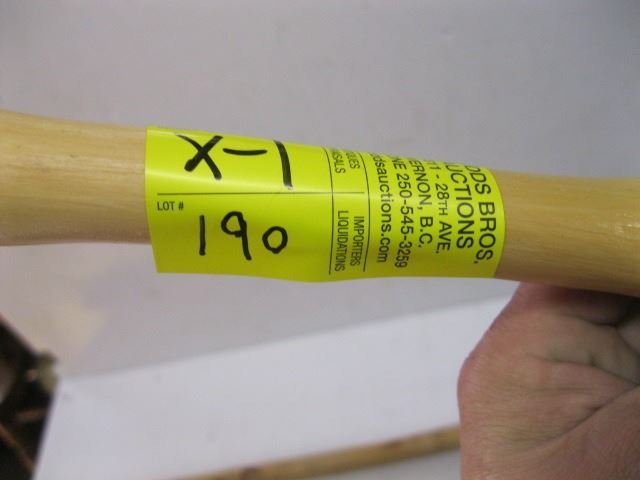 X-1
LOT #
190
IMPORTERS
LIQUIDATIONS
BROS.
28TH AVE.
B.C.
250-545-3259